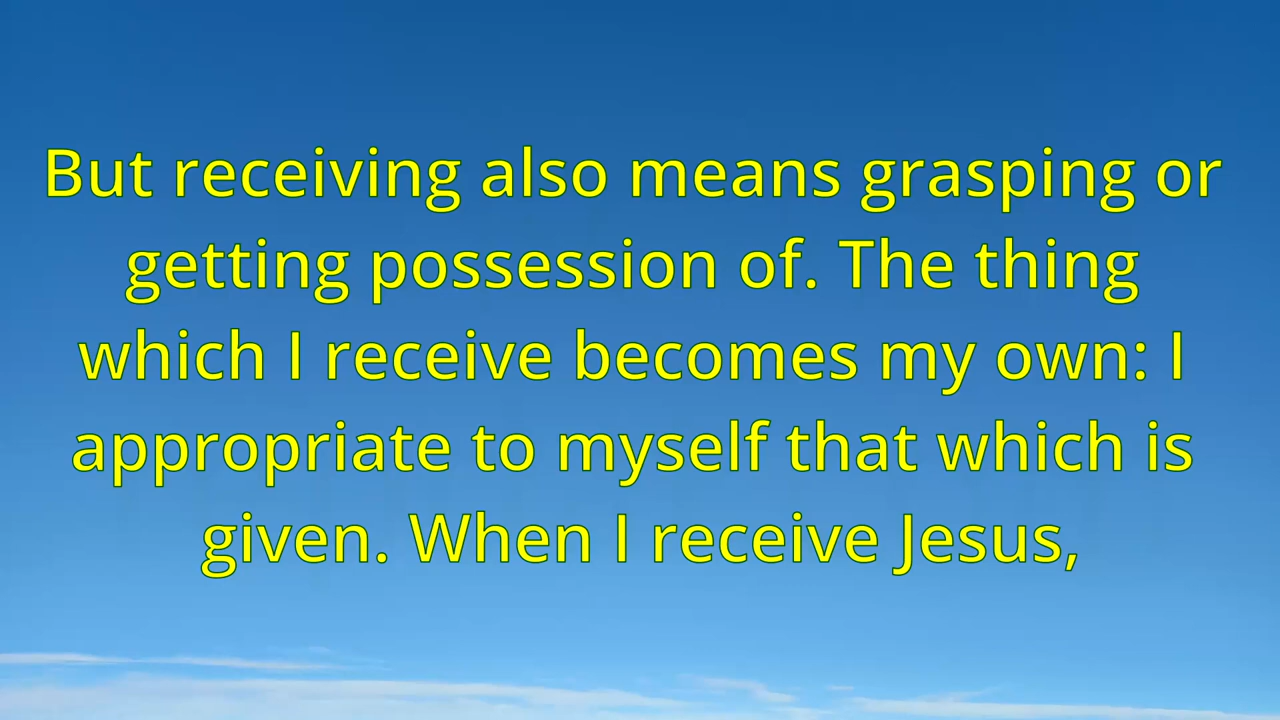 But receiving also means grasping or
getting possession of. The thing
which I receive becomes my own: I
appropriate to myself that which is
given. When I receive Jesus,